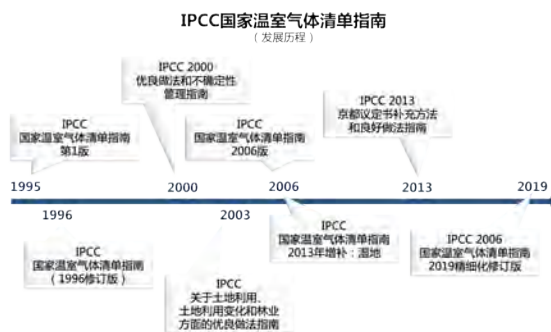 IPCC国家温室气体清单指南
（发展历程）
IPCC 2000
优良做法和不确定性
管理指南
IPCC
国家温室气体清单指南
第1版
IPCC
国家温室气体清单指南
2006版
IPCC 2013
京都议定书补充方法
和良好做法指南
1995
2000
2006
2013
2019
1996
2003
IPCC
国家温室气体清单指南
（1996修订版）
IPCC
关于土地利用、
土地利用变化和林业
方面的优良做法指南
IPCC
国家温室气体清单指南
2013年增补：湿地
IPCC 2006
国家温室气体清单指南
2019精细化修订版